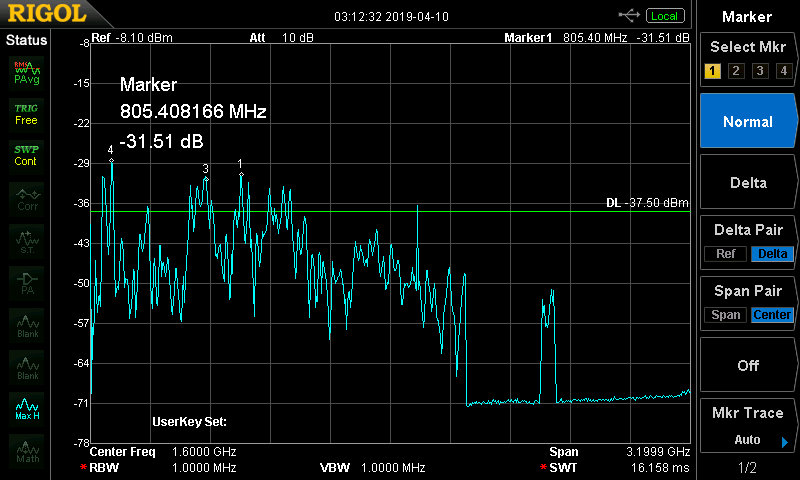 RIGOL
03:12:32 2019-04-10
Local
Marker
Status
Ref -8.10 dBm
Att 10 dB
Marker1 805.40 MHz -31.51 dB
RMS
PAvg
TRIG
Free
SWP
Cont
Corr
S.T.
PA
Blank
Blank
Max H
Math
-8
-15
-22
-29
-36
-43
-50
-57
-64
-71
-78
Marker
805.408166 MHz
-31.51 dB
4
3
1
DL -37.50 dBm
UserKey Set:
Center Freq 1.6000 GHz
Span 3.1999 GHz
RBW 1.0000 MHz
VBW 1.0000 MHz
SWT 16.158 ms
Select Mkr
1 2 3 4
Normal
Delta
Delta Pair
Ref Delta
Span Pair
Span Center
Off
Mkr Trace
Auto
1/2